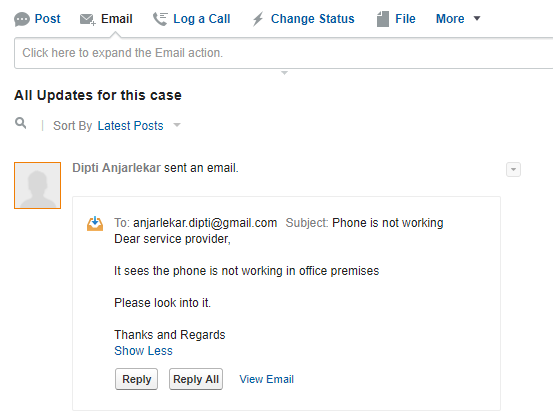 Post Email Log a Call Change Status File More
Click here to expand the Email action.
All Updates for this case
Sort By Latest Posts
Dipti Anjarlekar sent an email.
To: anjarlekar.dipti@gmail.com Subject: Phone is not working
Dear service provider,
It sees the phone is not working in office premises
Please look into it.
Thanks and Regards
Show Less
Reply Reply All View Email